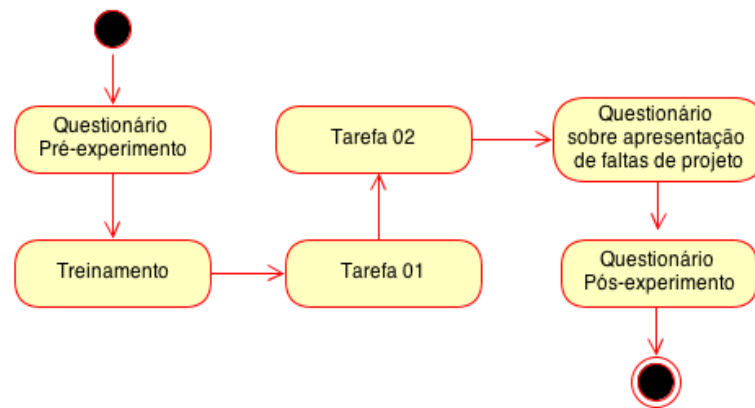 Questionário
Pré-experimento
Treinamento
Tarefa 01
Tarefa 02
Questionário
sobre apresentação
de faltas de projeto
Questionário
Pós-experimento